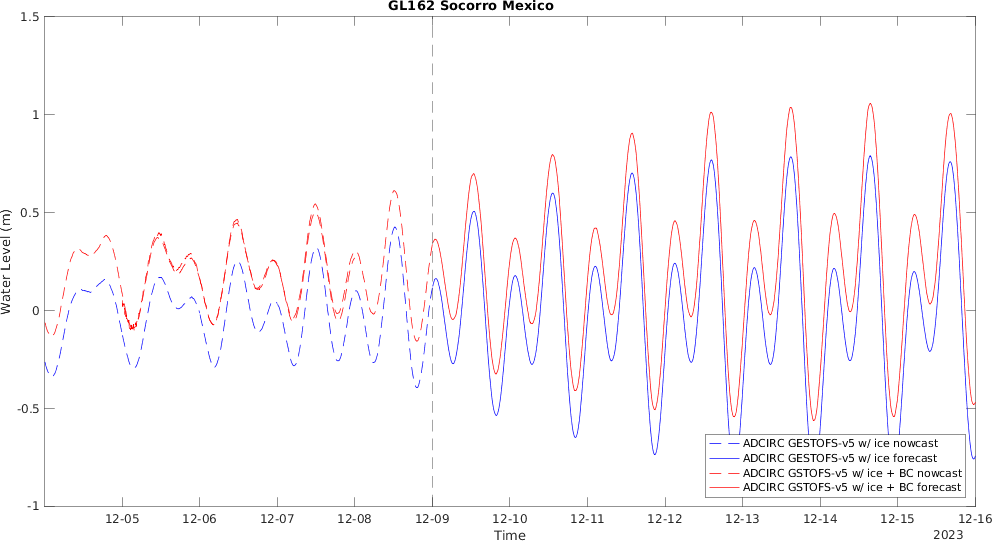 GL162 Socorro Mexico
1.5
1
0.5
0
-0.5
-1
Water Level (m)
12-05 12-06 12-07 12-08 12-09 12-10 12-11 12-12 12-13 12-14 12-15 12-16
Time
2023
ADCIRC GESTOFS-v5 w/ ice nowcast
ADCIRC GESTOFS-v5 w/ ice forecast
ADCIRC GSTOFS-v5 w/ ice + BC nowcast
ADCIRC GSTOFS-v5 w/ ice + BC forecast